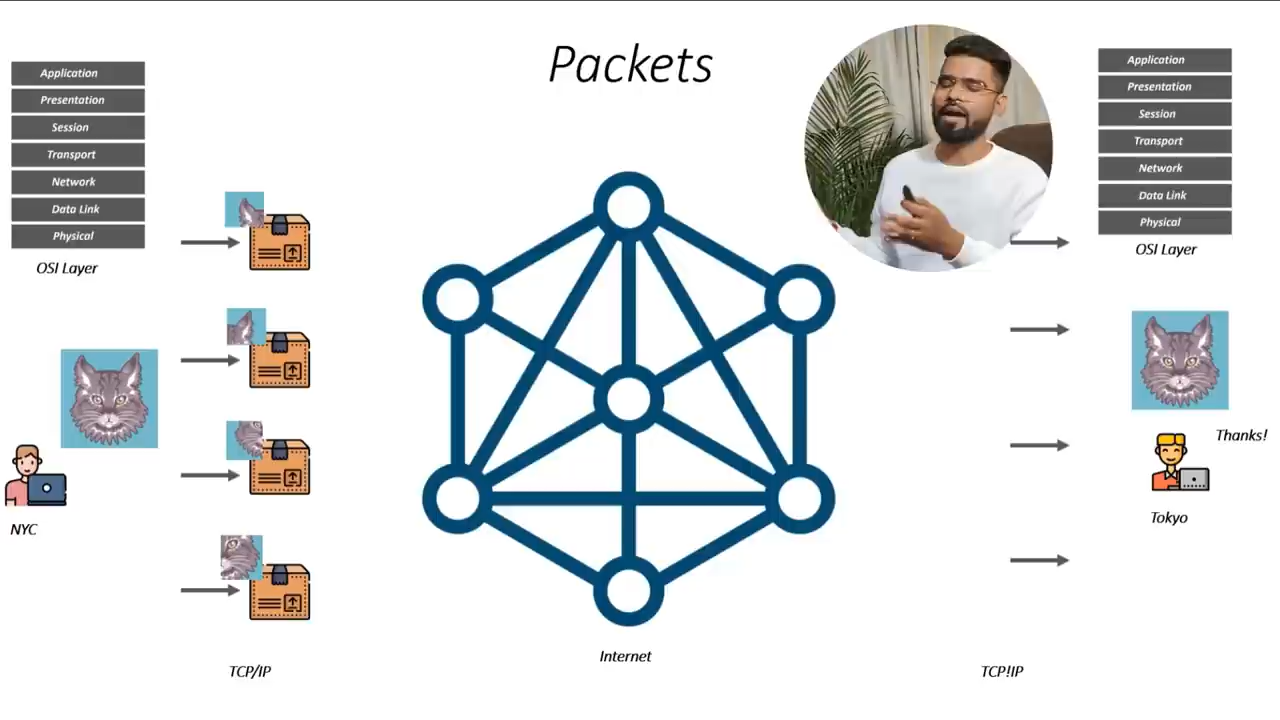 Packets
Application
Presentation
Session
Transport
Network
Data Link
Physical
OSI Layer
NYC
TCP/IP
Internet
Application
Presentation
Session
Transport
Network
Data Link
Physical
OSI Layer
Thanks!
Tokyo
TCP!IP